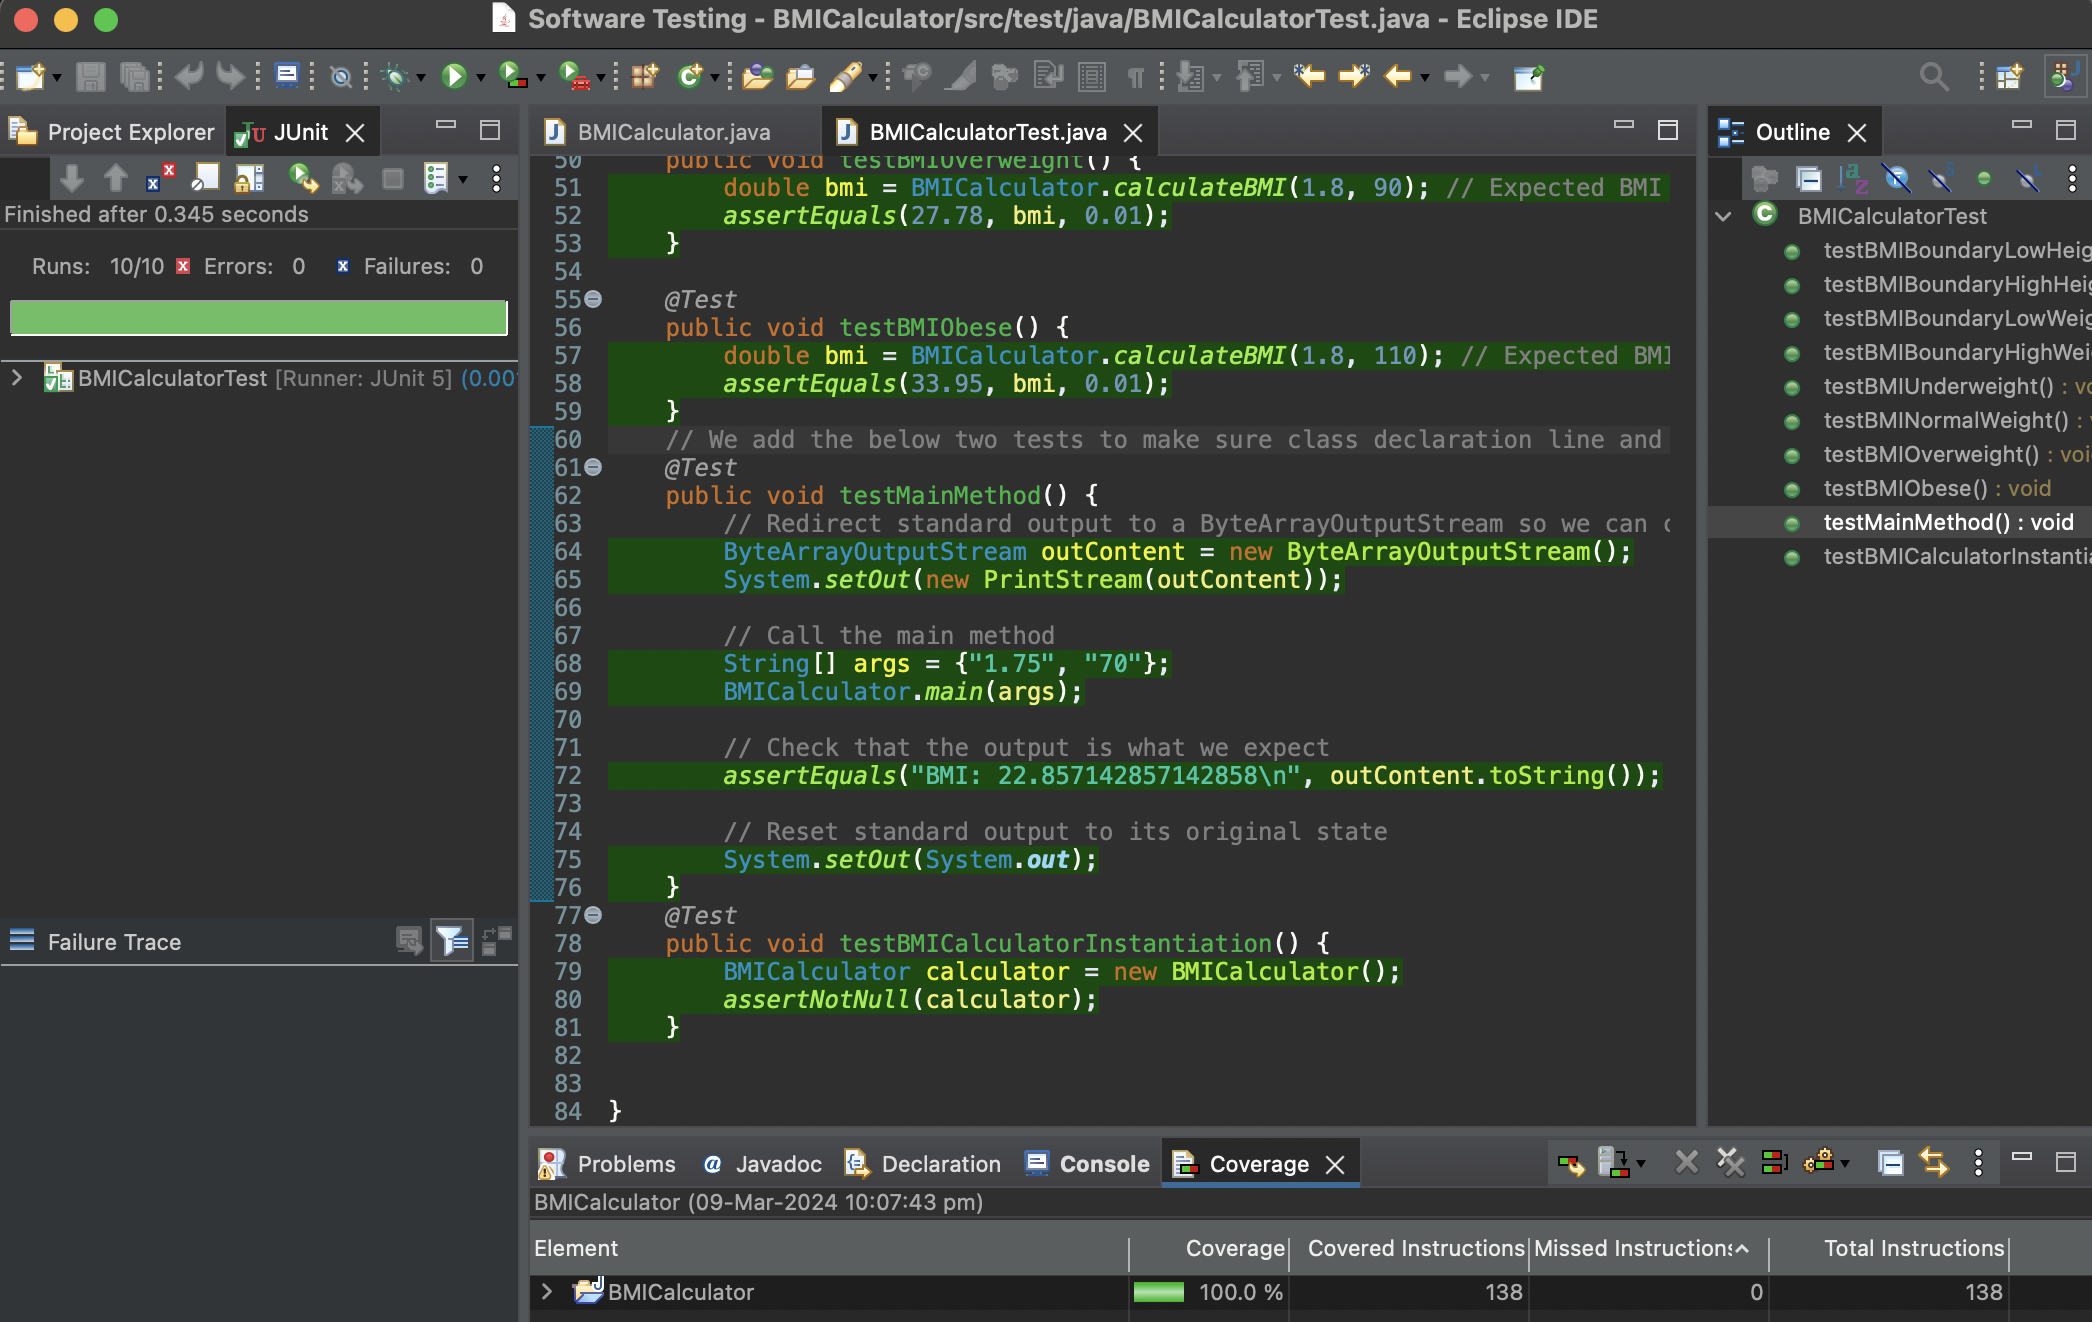 Software Testing - BMICalculator/src/test/java/BMICalculatorTest.java - Eclipse IDE
Project Explorer
JUnit
Finished after 0.345 seconds
Runs: 10/10 Errors: 0 Failures: 0
BMICalculatorTest [Runner: JUnit 5] (0.00
Failure Trace
BMICalculator.java
BMICalculatorTest.java
50 public void testBMIOverweight() {
51 double bmi = BMICalculator.calculateBMI(1.8, 90); // Expected BMI
52 assertEquals(27.78, bmi, 0.01);
53 }
54
55 @Test
56 public void testBMIObese() {
57 double bmi = BMICalculator.calculateBMI(1.8, 110); // Expected BMI
58 assertEquals(33.95, bmi, 0.01);
59 }
60 // We add the below two tests to make sure class declaration line and
61 @Test
62 public void testMainMethod() {
63 // Redirect standard output to a ByteArrayOutputStream so we can c
64 ByteArrayOutputStream outContent = new ByteArrayOutputStream();
65 System.setOut(new PrintStream(outContent));
66
67 // Call the main method
68 String[] args = {"1.75", "70"};
69 BMICalculator.main(args);
70
71 // Check that the output is what we expect
72 assertEquals("BMI: 22.857142857142858\n", outContent.toString());
73
74 // Reset standard output to its original state
75 System.setOut(System.out);
76 }
77 @Test
78 public void testBMICalculatorInstantiation() {
79 BMICalculator calculator = new BMICalculator();
80 assertNotNull(calculator);
81 }
82
83
84 }
Outline
BMICalculatorTest
testBMIBoundaryLowHeig
testBMIBoundaryHighHeig
testBMIBoundaryLowWeig
testBMIBoundaryHighWei
testBMIUnderweight() : vo
testBMINormalWeight() : v
testBMIOverweight() : voi
testBMIObese() : void
testMainMethod() : void
testBMICalculatorInstantia
Problems
Javadoc
Declaration
Console
Coverage
BMICalculator (09-Mar-2024 10:07:43 pm)
Element Coverage Covered Instructions Missed Instructions Total Instructions
BMICalculator 100.0 % 138 0 138